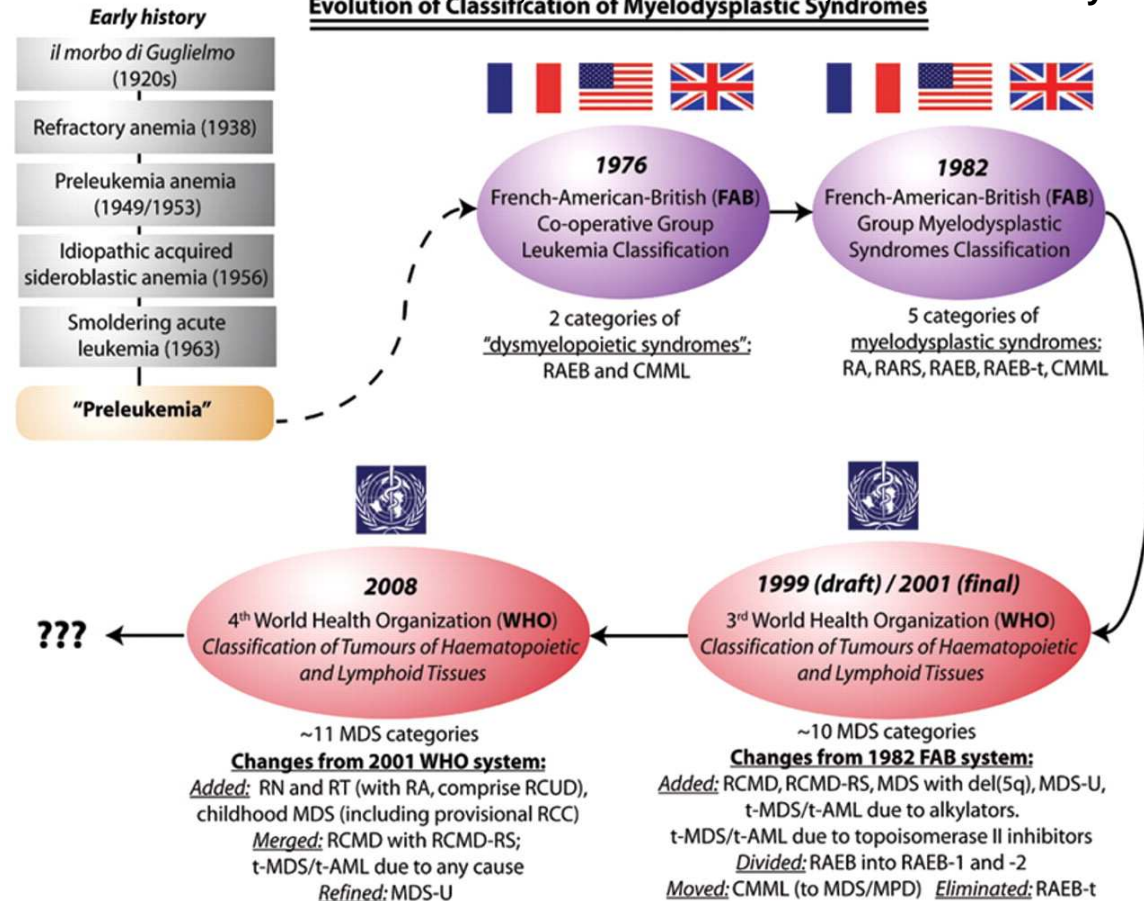 Evolution of Classification of Myelodysplastic Syndromes
Early history
il morbo di Guglielmo
(1920s)
Refractory anemia (1938)
Preleukemia anemia
(1949/1953)
Idiopathic acquired
sideroblastic anemia (1956)
Smoldering acute
leukemia (1963)
"Preleukemia"
1976
French-American-British (FAB)
Co-operative Group
Leukemia Classification
2 categories of
"dysmyelopoietic syndromes":
RAEB and CMML
1982
French-American-British (FAB)
Group Myelodysplastic
Syndromes Classification
5 categories of
myelodysplastic syndromes:
RA, RARS, RAEB, RAEB-t, CMML
1999 (draft) / 2001 (final)
3rd World Health Organization (WHO)
Classification of Tumours of Haematopoietic
and Lymphoid Tissues
~10 MDS categories
Changes from 1982 FAB system:
Added: RCMD, RCMD-RS, MDS with del(5q), MDS-U,
t-MDS/t-AML due to alkylators.
t-MDS/t-AML due to topoisomerase II inhibitors
Divided: RAEB into RAEB-1 and -2
Moved: CMML (to MDS/MPD) Eliminated: RAEB-t
2008
4th World Health Organization (WHO)
Classification of Tumours of Haematopoietic
and Lymphoid Tissues
~11 MDS categories
Changes from 2001 WHO system:
Added: RN and RT (with RA, comprise RCUD),
childhood MDS (including provisional RCC)
Merged: RCMD with RCMD-RS;
t-MDS/t-AML due to any cause
Refined: MDS-U
???